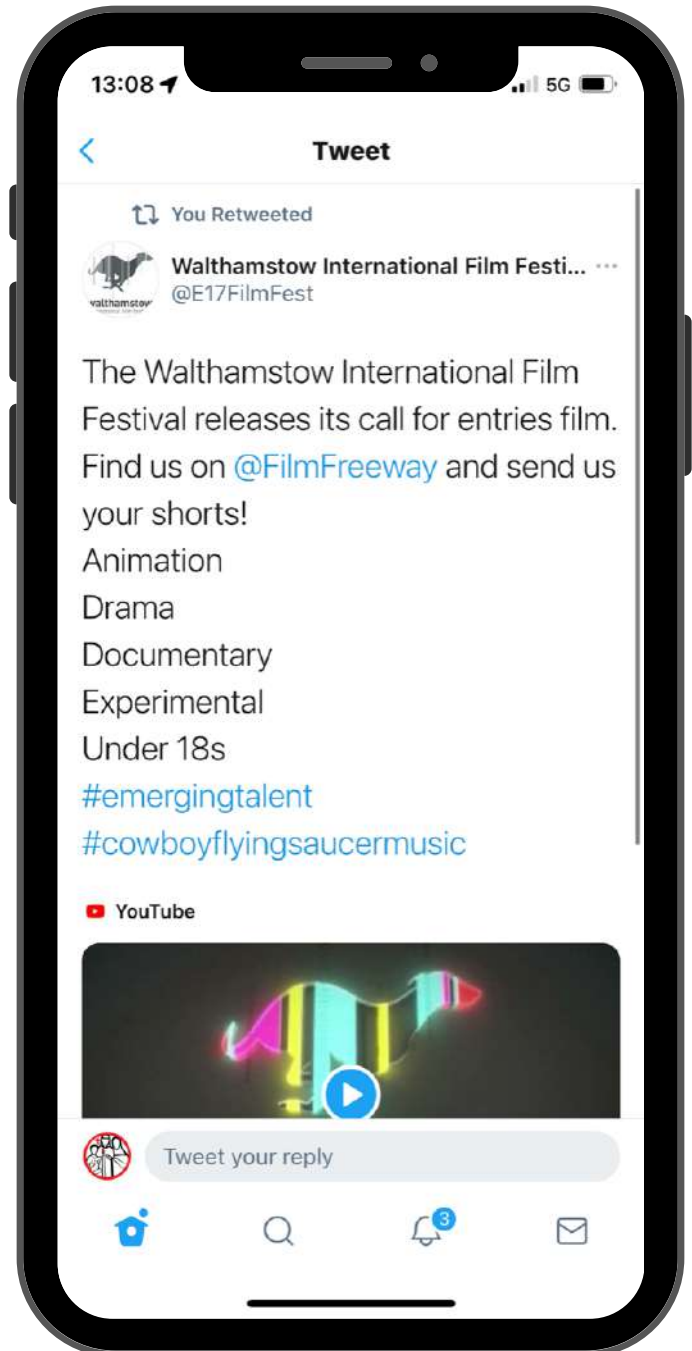 13:08
5G
Tweet
You Retweeted
Walthamstow International Film Festi...
@E17FilmFest
walthamstow
The Walthamstow International Film
Festival releases its call for entries film.
Find us on @FilmFreeway and send us
your shorts!
Animation
Drama
Documentary
Experimental
Under 18s
#emergingtalent
#cowboyflyingsaucermusic
YouTube
Tweet your reply
3